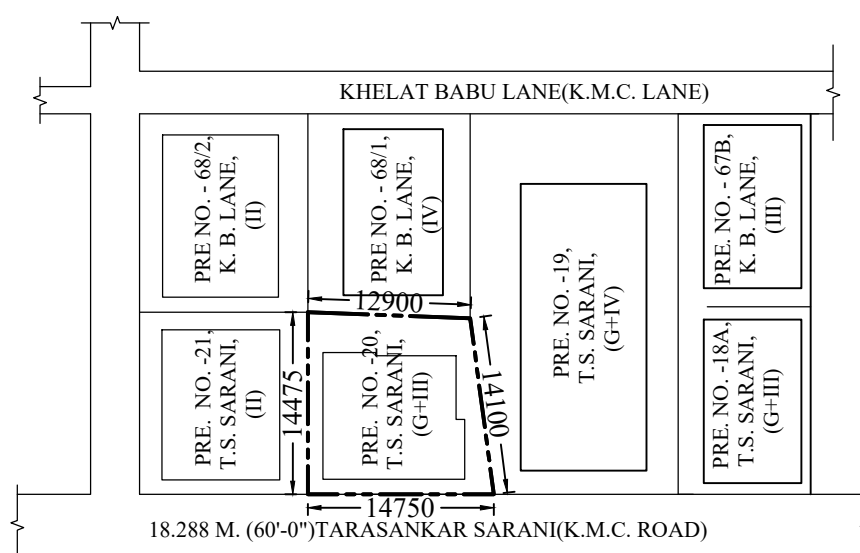 KHELAT BABU LANE(K.M.C. LANE)
PRE NO. - 68/2,
K. B. LANE,
(II)
PRE NO. - 68/1,
K. B. LANE,
(IV)
PRE. NO. -19,
T.S. SARANI,
(G+IV)
PRE. NO. - 67B,
K. B. LANE,
(III)
12900
PRE. NO. -21,
T.S. SARANI,
(II)
14475
PRE. NO. -20,
T.S. SARANI,
(G+III)
14100
PRE. NO. -18A,
T.S. SARANI,
(G+III)
14750
18.288 M. (60'-0")TARASANKAR SARANI(K.M.C. ROAD)